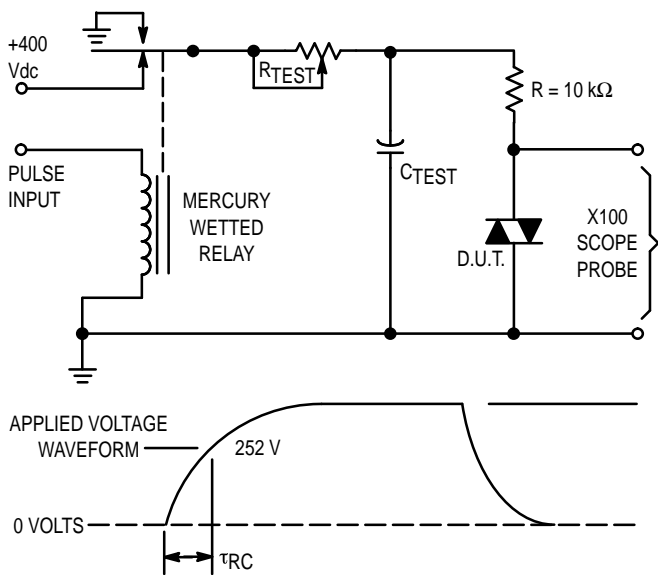 +400
Vdc
RTEST
R = 10 kΩ
PULSE
INPUT
MERCURY
WETTED
RELAY
CTEST
D.U.T.
X100
SCOPE
PROBE
APPLIED VOLTAGE
WAVEFORM
252 V
0 VOLTS
τRC